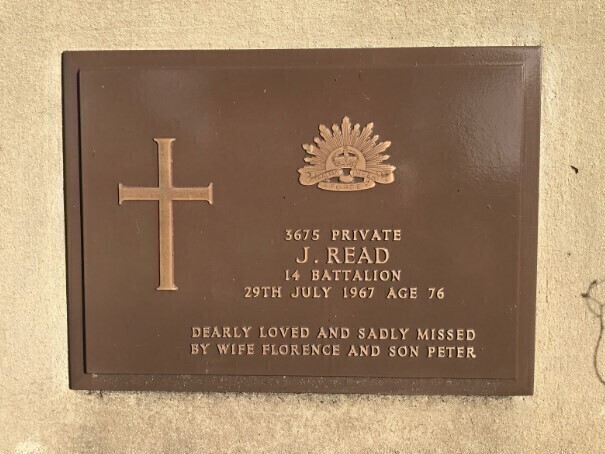 3675 PRIVATE
J. READ
14 BATTALION
29TH JULY 1967 AGE 76
DEARLY LOVED AND SADLY MISSED
BY WIFE FLORENCE AND SON PETER